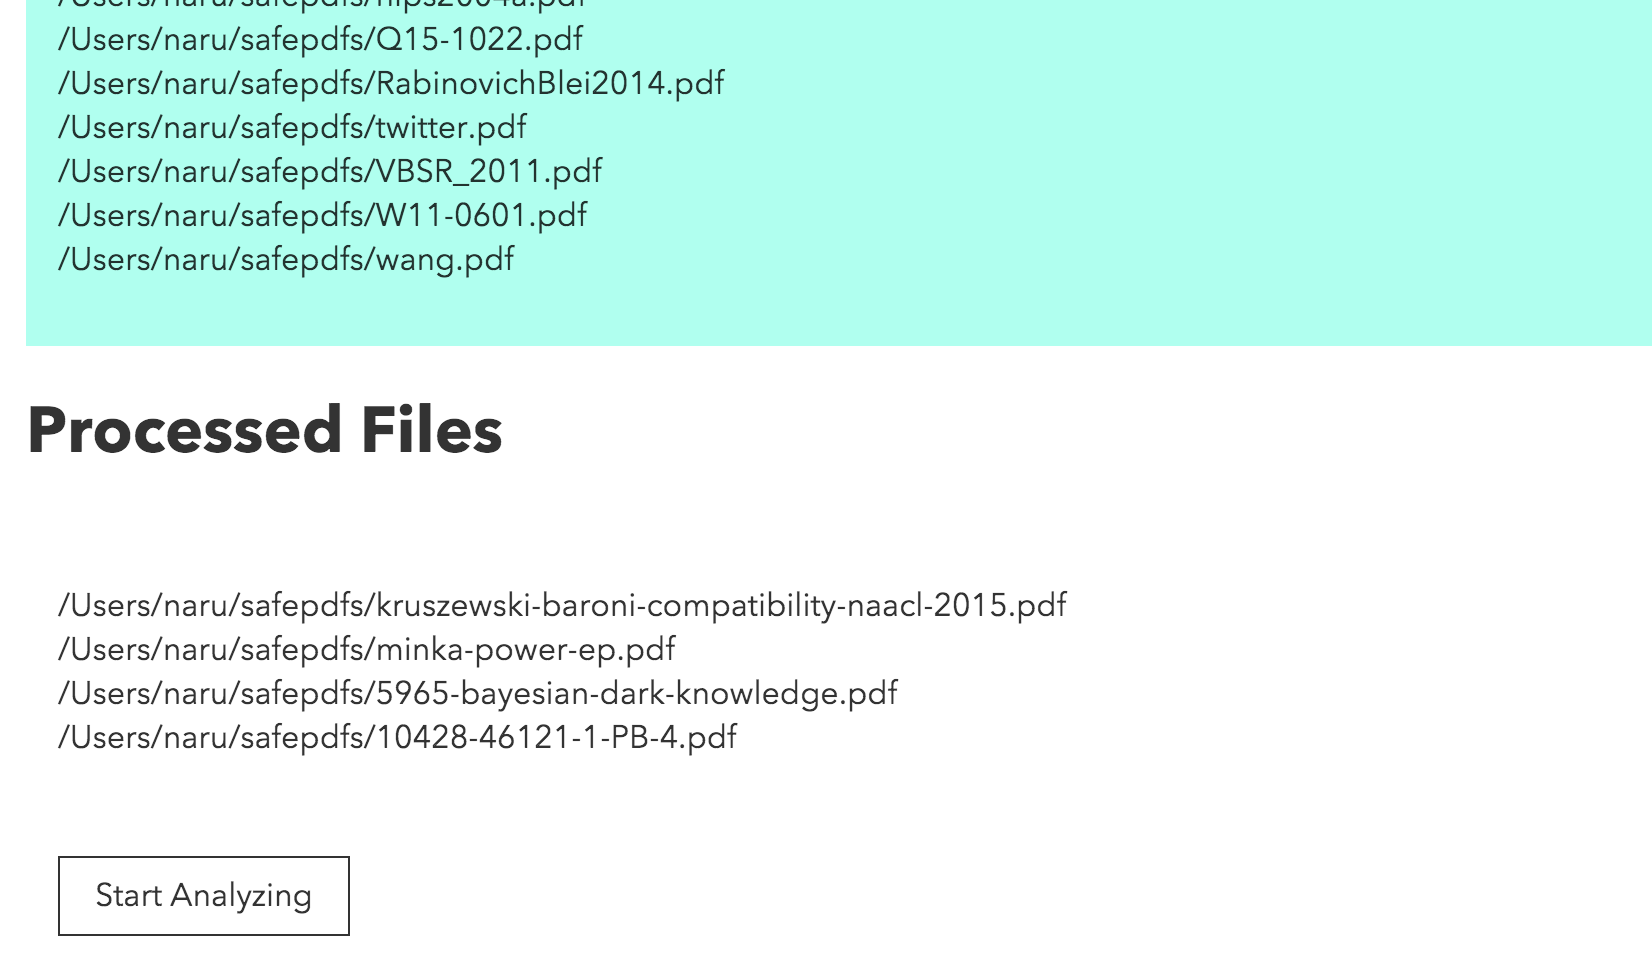 /Users/naru/safepdfs/nips2004a.pdf
/Users/naru/safepdfs/Q15-1022.pdf
/Users/naru/safepdfs/RabinovichBlei2014.pdf
/Users/naru/safepdfs/twitter.pdf
/Users/naru/safepdfs/VBSR_2011.pdf
/Users/naru/safepdfs/W11-0601.pdf
/Users/naru/safepdfs/wang.pdf
Processed Files
/Users/naru/safepdfs/kruszewski-baroni-compatibility-naacl-2015.pdf
/Users/naru/safepdfs/minka-power-ep.pdf
/Users/naru/safepdfs/5965-bayesian-dark-knowledge.pdf
/Users/naru/safepdfs/10428-46121-1-PB-4.pdf
Start Analyzing